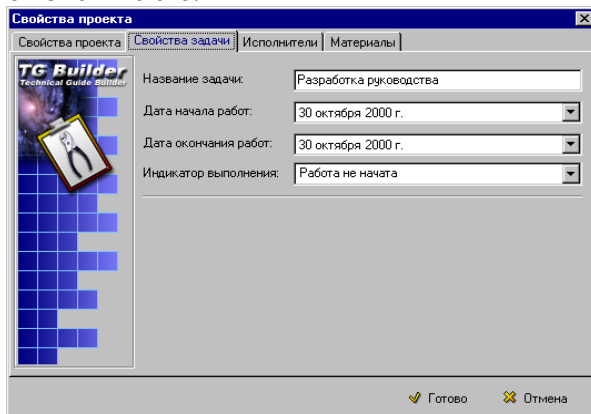 Свойства проекта
Свойства проекта Свойства задачи Исполнители Материалы
TG Builder
Technical Guide Builder
Название задачи: Разработка руководства
Дата начала работ: 30 октября 2000 г.
Дата окончания работ: 30 октября 2000 г.
Индикатор выполнения: Работа не начата
Готово Отмена